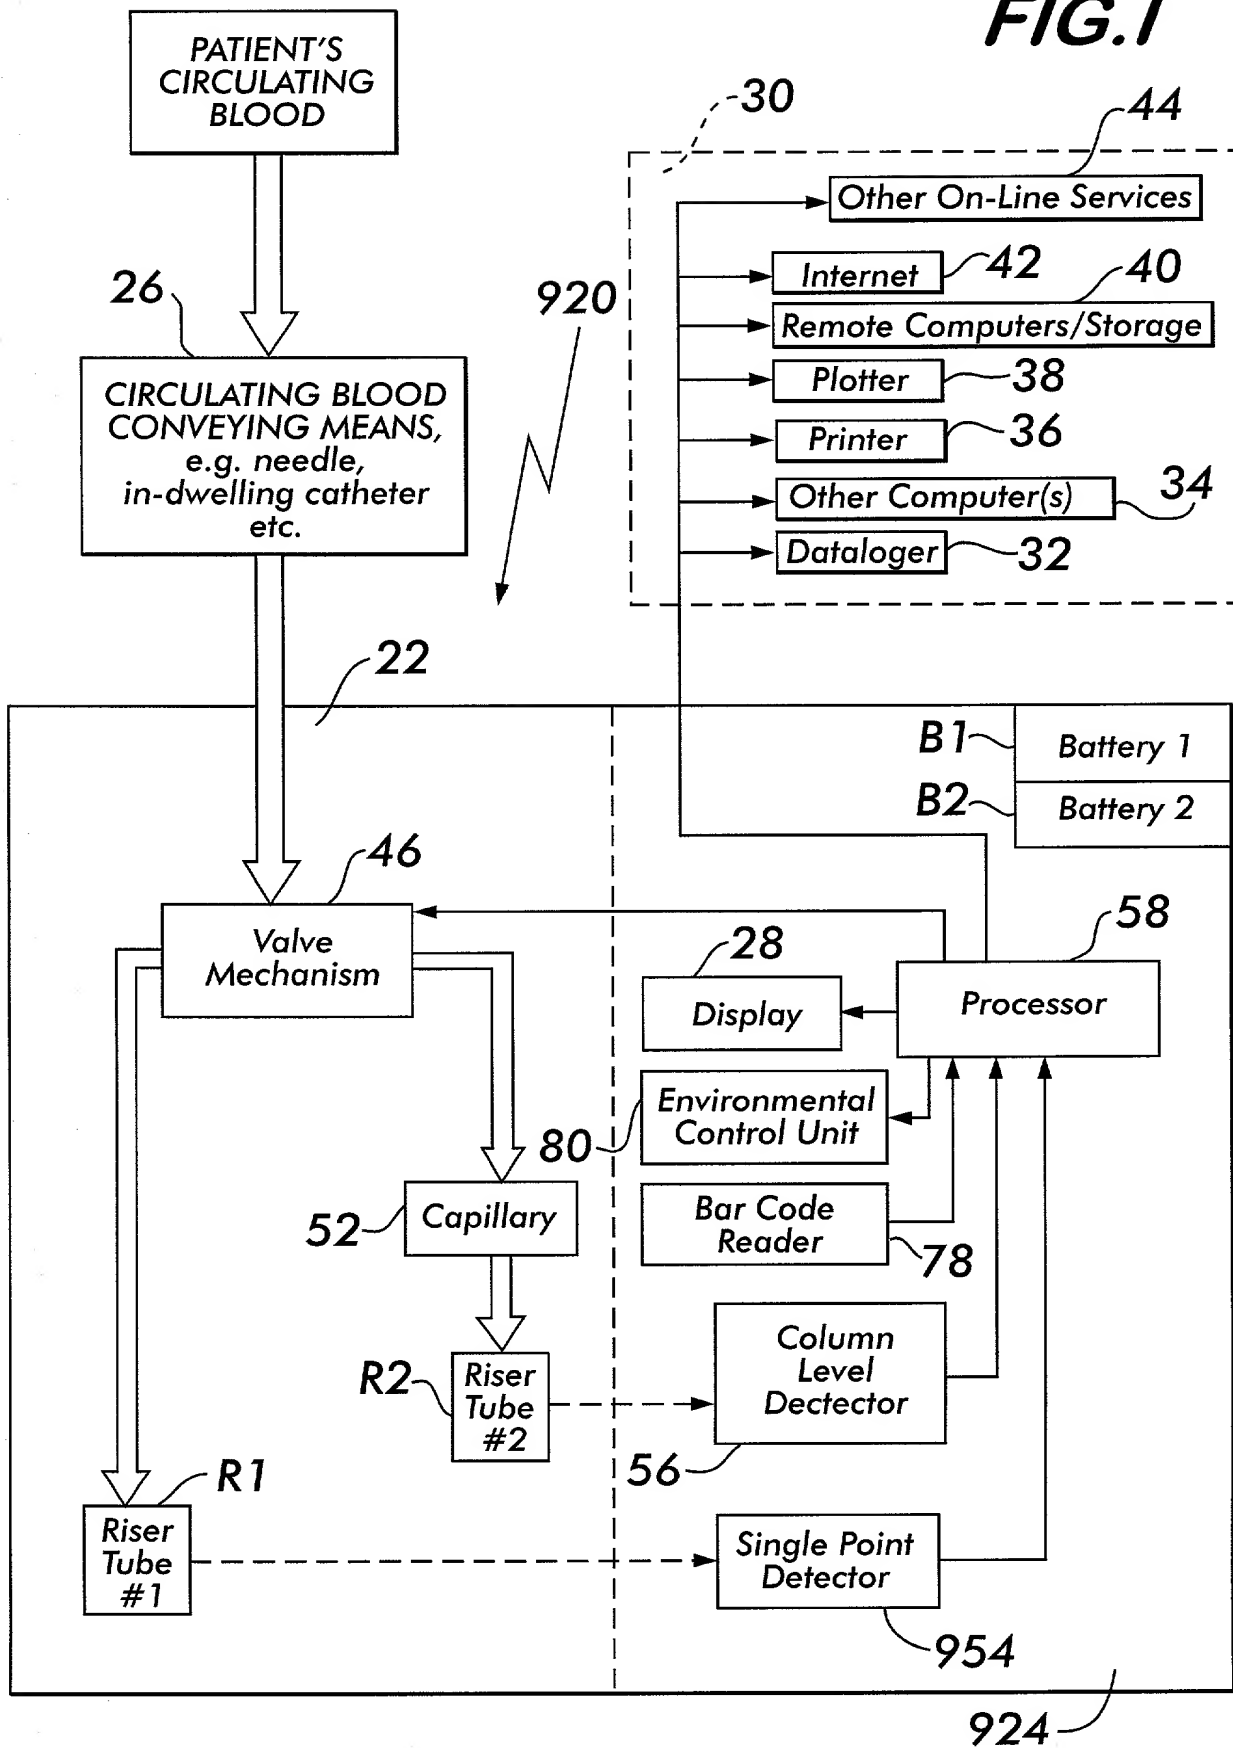 FIG.1
PATIENT'S
CIRCULATING
BLOOD
30
44
Other On-Line Services
26
920
Internet
42
40
Remote Computers/Storage
Plotter
38
Printer
36
Other Computer(s)
34
Dataloger
32
CIRCULATING BLOOD
CONVEYING MEANS,
e.g. needle,
in-dwelling catheter
etc.
22
B1
Battery 1
B2
Battery 2
46
Valve
Mechanism
58
Processor
28
Display
Environmental
Control Unit
80
Bar Code
Reader
78
52
Capillary
Column
Level
Dectector
56
R2
Riser
Tube
#2
R1
Riser
Tube
#1
Single Point
Detector
954
924